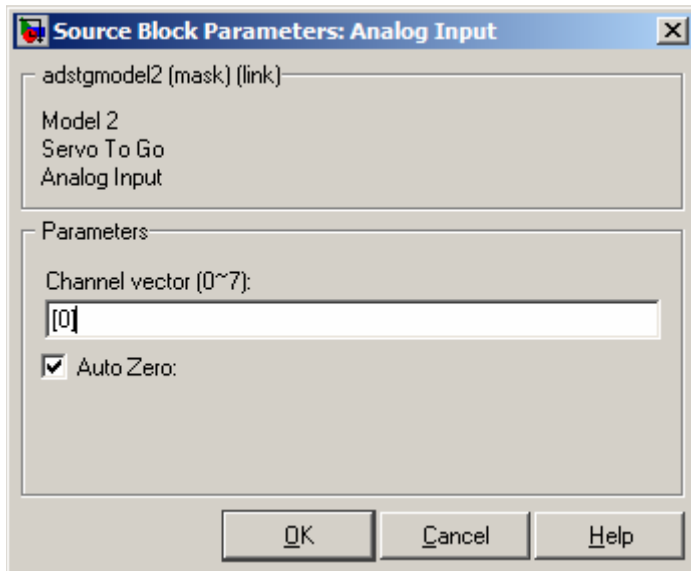 Source Block Parameters: Analog Input
adstgmodel2 (mask) (link)
Model 2
Servo To Go
Analog Input
Parameters
Channel vector (0~7):
[0]
Auto Zero:
OK
Cancel
Help